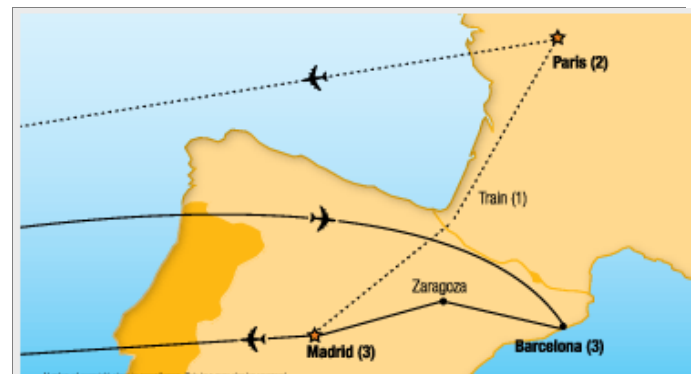 Paris (2)
Train (1)
Zaragoza
Madrid (3)
Barcelona (3)